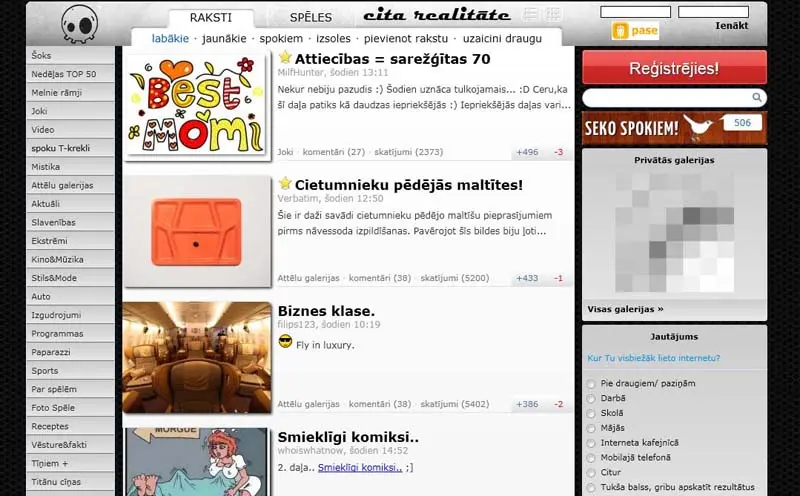 RAKSTI
SPĒLES
cita realitāte
labākie · jaunākie · spokiem · izsoles · pievienot rakstu · uzaicini draugu
pase
Ienākt
Šoks
Nedēļas TOP 50
Melnie rāmji
Joki
Video
spoku T-krekli
Mistika
Attēlu galerijas
Aktuāli
Slavenības
Ekstrēmi
Kino&Mūzika
Stils&Mode
Auto
Izgudrojumi
Programmas
Paparazzi
Sports
Par spēlēm
Foto Spēle
Receptes
Vēsture&fakti
Tīņiem +
Titānu cīņas
Best
Mom
Attiecības = sarežģītas 70
MilfHunter, šodien 13:11
Nekur nebiju pazudis :) Šodien uznāca tulkojamais... :D Ceru,ka
šī daļa patiks kā daudzas iepriekšējās :) Iepriekšējās daļas vari...
Joki · komentāri (27) · skatījumi (2373)
+496 -3
Cietumnieku pēdējās maltītes!
Verbatim, šodien 12:50
Šie ir daži savādi cietumnieku pēdējo maltīšu pieprasījumiem
pirms nāvessoda izpildīšanas. Pavērojot šīs bildes biju ļoti...
Attēlu galerijas · komentāri (38) · skatījumi (5200)
+433 -1
Biznes klase.
filips123, šodien 10:19
Fly in luxury.
Attēlu galerijas · komentāri (38) · skatījumi (5402)
+386 -2
MORGUE
Smieklīgi komiksi..
whoiswhatnow, šodien 14:52
2. daļa.. Smieklīgi komiksi.. ;]
Reģistrējies!
SEKO SPOKIEM!
506
Privātās galerijas
Visas galerijas »
Jautājums
Kur Tu visbiežāk lieto internetu?
Pie draugiem/ paziņām
Darbā
Skolā
Mājās
Interneta kafejnīcā
Mobilajā telefonā
Citur
Tukša balss, gribu apskatīt rezultātus